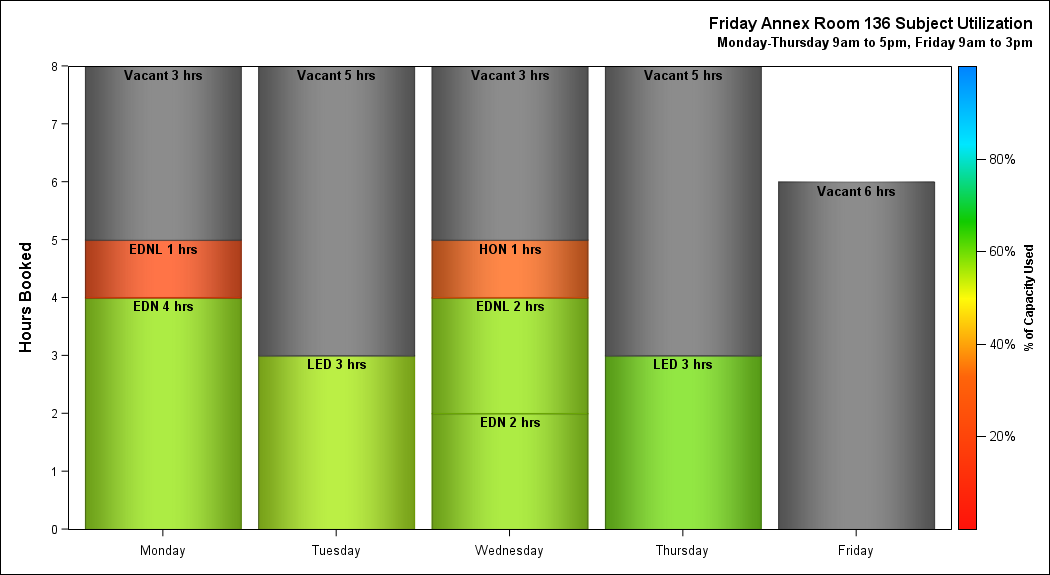 Friday Annex Room 136 Subject Utilization
Monday-Thursday 9am to 5pm, Friday 9am to 3pm
Hours Booked
8
7
6
5
4
3
2
1
0
Vacant 3 hrs
EDNL 1 hrs
EDN 4 hrs
Vacant 5 hrs
LED 3 hrs
Vacant 3 hrs
HON 1 hrs
EDNL 2 hrs
EDN 2 hrs
Vacant 5 hrs
LED 3 hrs
Vacant 6 hrs
Monday
Tuesday
Wednesday
Thursday
Friday
80%
60%
40%
20%
% of Capacity Used